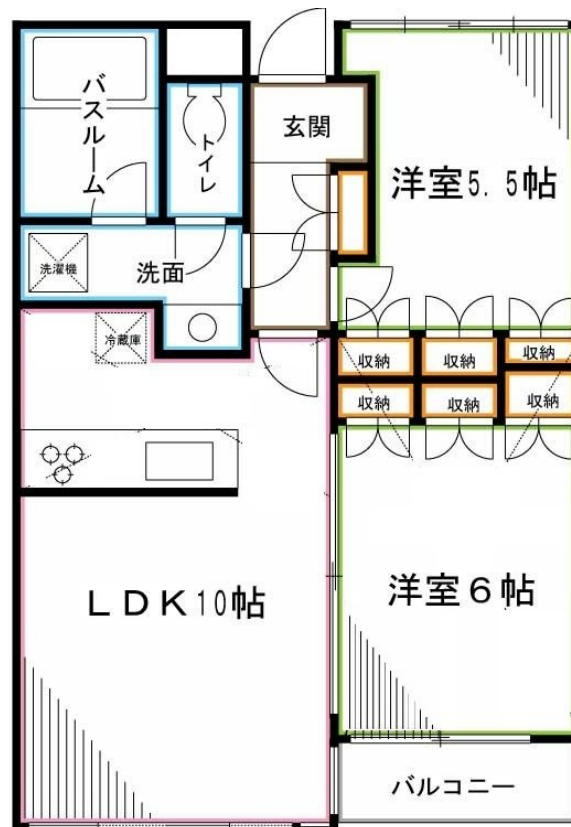 バスルーム
トイレ
玄関
洋室5.5帖
洗濯機
洗面
冷蔵庫
収納
収納
収納
収納
収納
収納
LDK10帖
洋室6帖
バルコニー